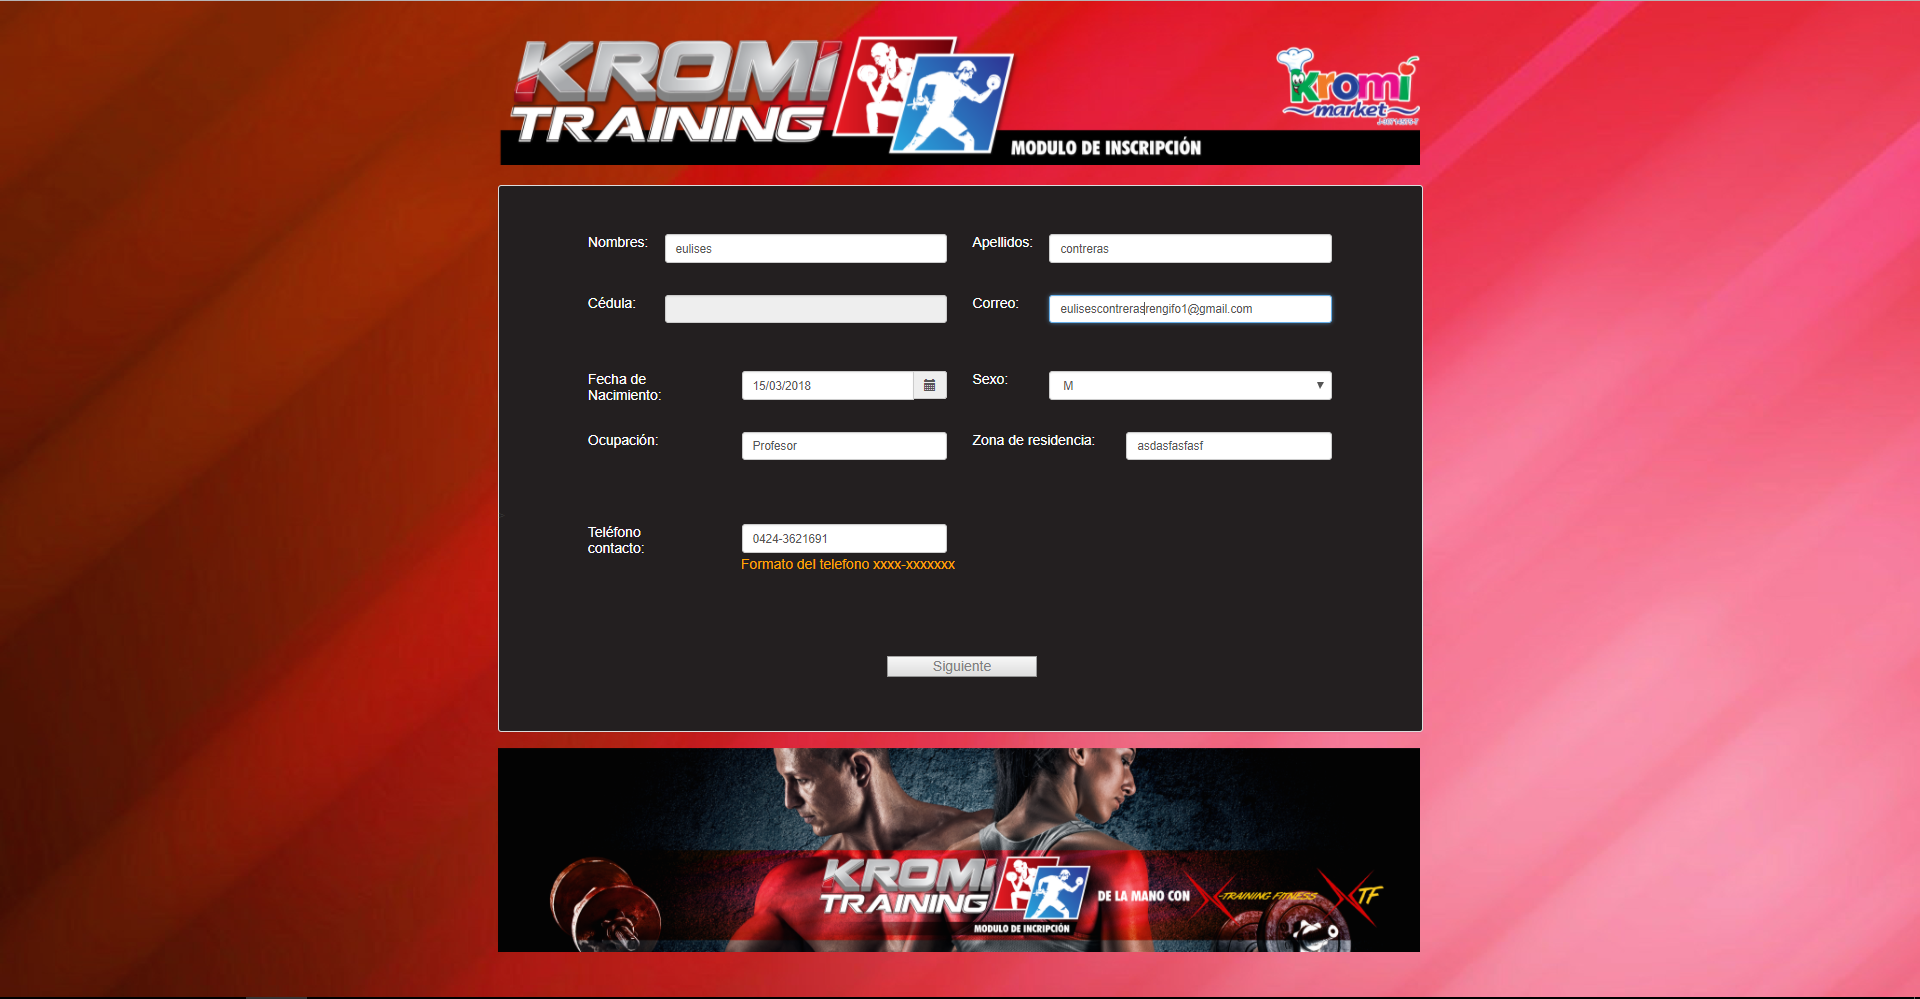 KROMi
TRAINING
kromi
market
MODULO DE INSCRIPCIÓN
Nombres: eulises Apellidos: contreras
Cédula: Correo: eulisescontrerasrengifo1@gmail.com
Fecha de
Nacimiento: 15/03/2018 Sexo: M
Ocupación: Profesor Zona de residencia: asdasfasfasf
Teléfono
contacto: 0424-3621691
Formato del telefono xxxx-xxxxxxx
Siguiente
KROMi
TRAINING
DE LA MANO CON X-TRAINING FITNESS XTF
MODULO DE INCRIPCIÓN